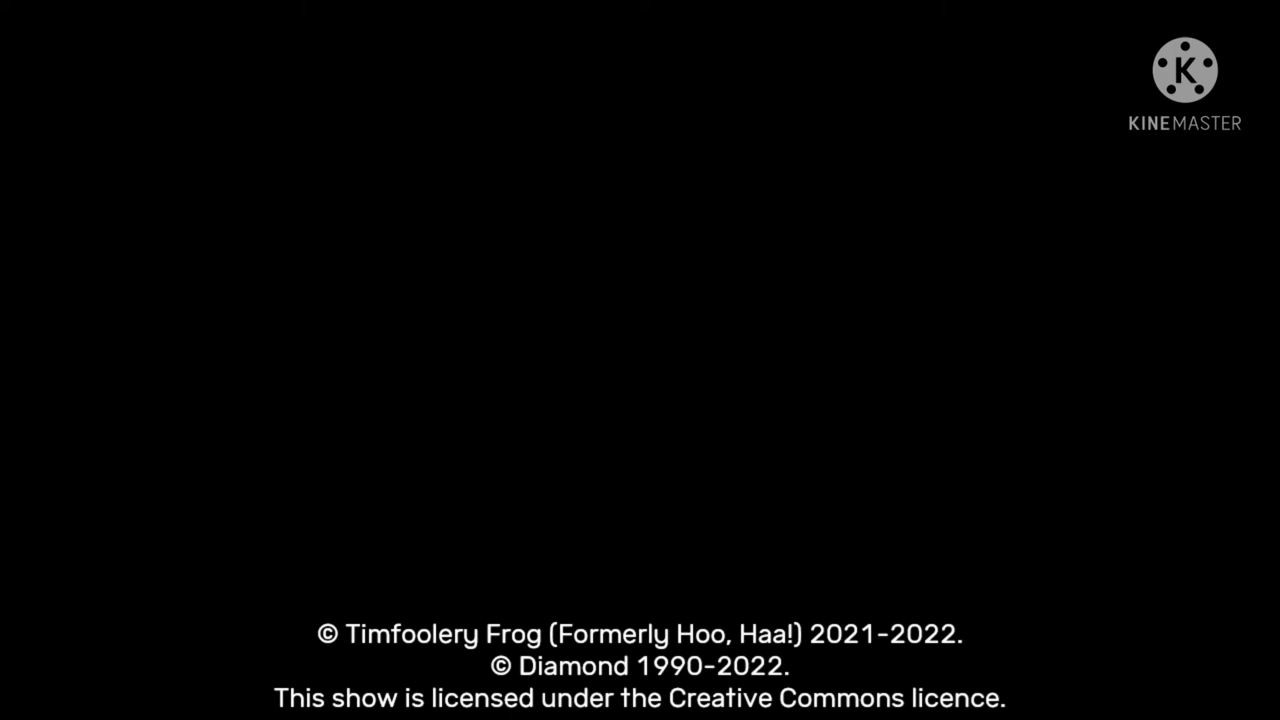 K
KINEMASTER
© Timfoolery Frog (Formerly Hoo, Haa!) 2021-2022.
© Diamond 1990-2022.
This show is licensed under the Creative Commons licence.